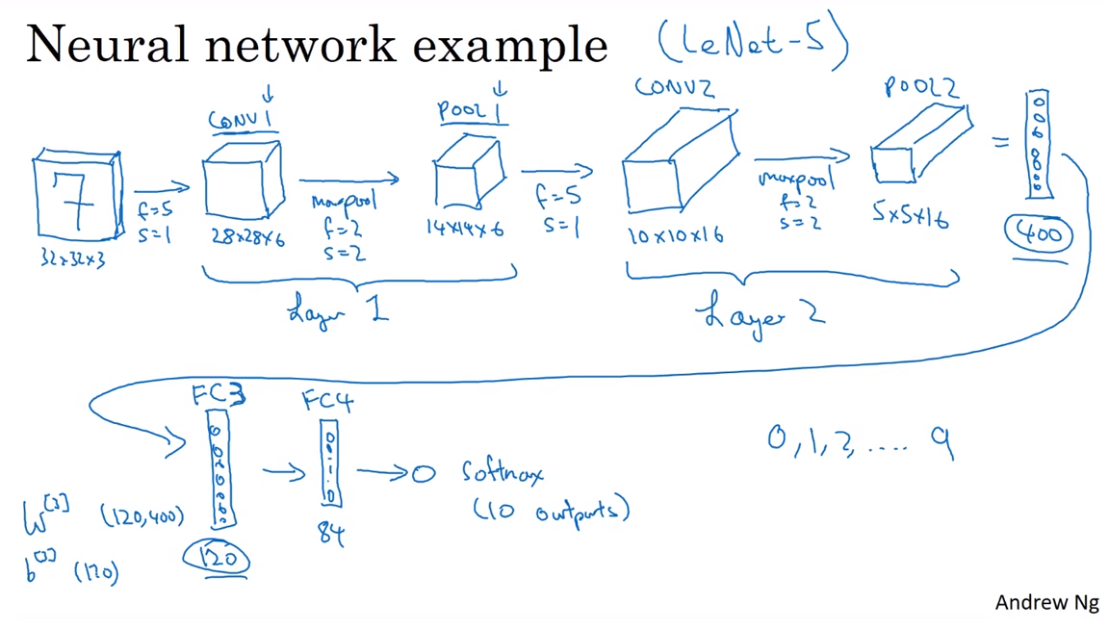 Neural network example (LeNet-5)
CONV1
POOL1
CONV2
POOL2
7
f=5
s=1
maxpool
f=2
s=2
f=5
s=1
maxpool
f=2
s=2
32×32×3
28×28×6
14×14×6
10×10×16
5×5×16
=
400
Layer 1
Layer 2
FC3
FC4
0, 1, 2, .... 9
Softmax
(10 outputs)
W[3] (120,400)
84
120
b[3] (120)
Andrew Ng